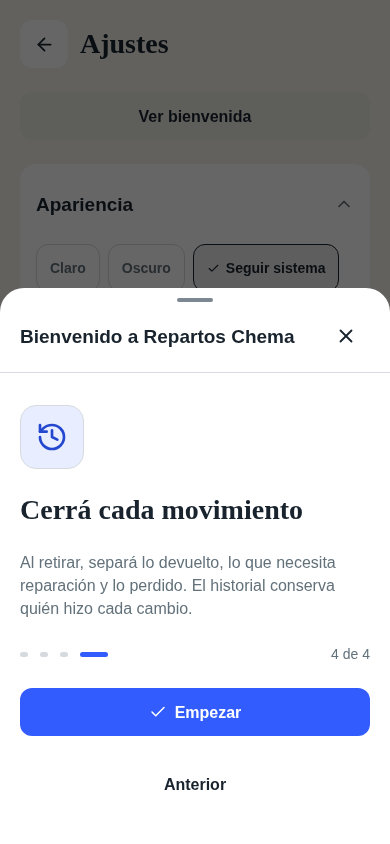 Ajustes
Ver bienvenida
Apariencia
Claro
Oscuro
Seguir sistema
Bienvenido a Repartos Chema
Cerrá cada movimiento
Al retirar, separá lo devuelto, lo que necesita
reparación y lo perdido. El historial conserva
quién hizo cada cambio.
4 de 4
Empezar
Anterior